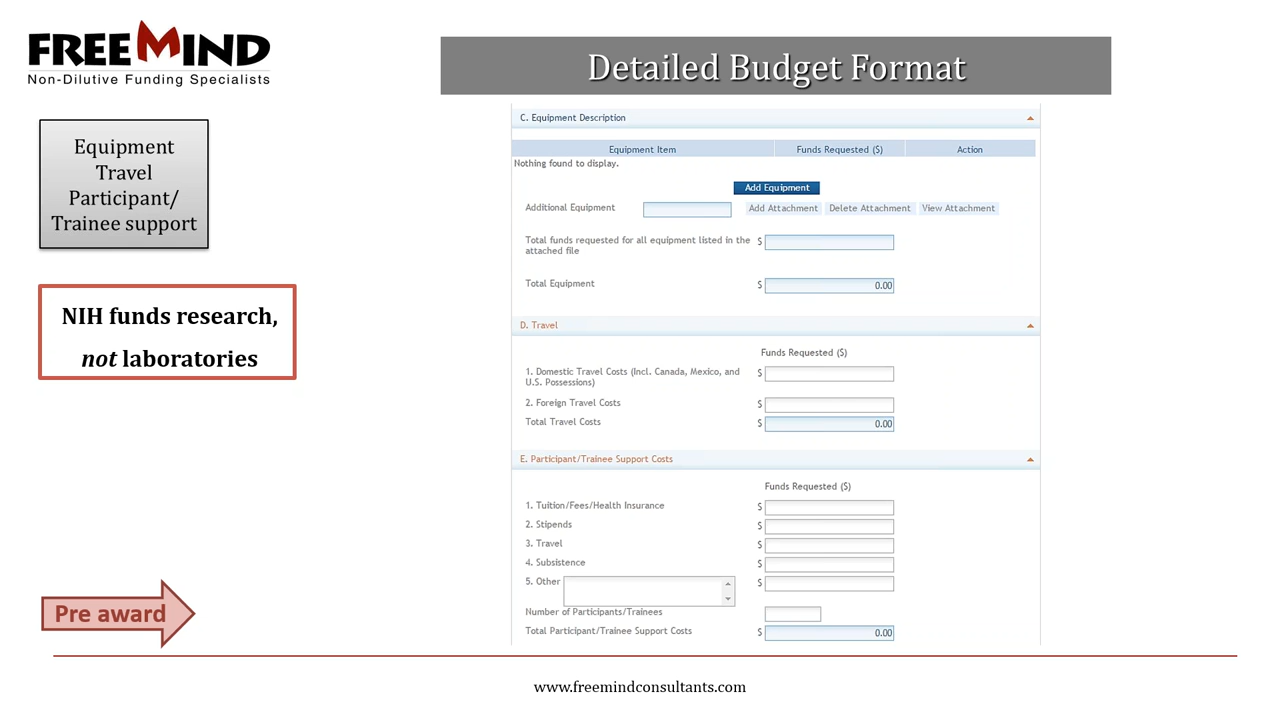 FREEMIND
Non-Dilutive Funding Specialists
Detailed Budget Format
Equipment
Travel
Participant/
Trainee support
NIH funds research,
not laboratories
Pre award
C. Equipment Description
Equipment Item Funds Requested ($) Action
Nothing found to display.
Add Equipment
Additional Equipment Add Attachment Delete Attachment View Attachment
Total funds requested for all equipment listed in the $
attached file
Total Equipment $ 0.00
D. Travel
Funds Requested ($)
1. Domestic Travel Costs (Incl. Canada, Mexico, and $
U.S. Possessions)
2. Foreign Travel Costs $
Total Travel Costs $ 0.00
E. Participant/Trainee Support Costs
Funds Requested ($)
1. Tuition/Fees/Health Insurance $
2. Stipends $
3. Travel $
4. Subsistence $
5. Other $
Number of Participants/Trainees
Total Participant/Trainee Support Costs $ 0.00
www.freemindconsultants.com